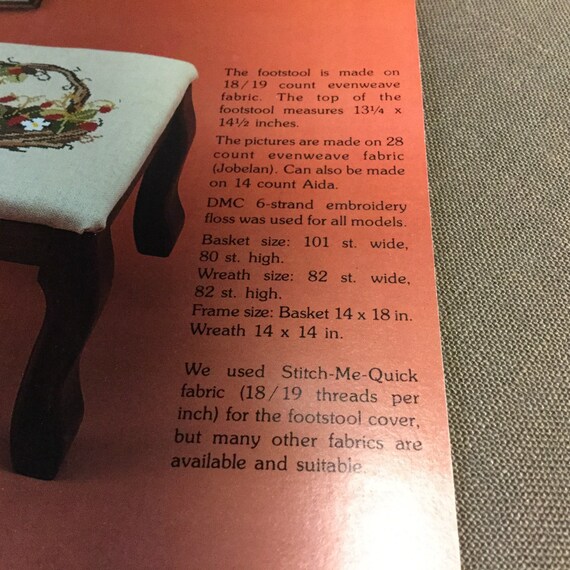 The footstool is made on
18/19 count evenweave
fabric. The top of the
footstool measures 13¼ x
14½ inches.
The pictures are made on 28
count evenweave fabric
(Jobelan). Can also be made
on 14 count Aida.
DMC 6-strand embroidery
floss was used for all models.
Basket size: 101 st. wide,
80 st. high.
Wreath size: 82 st. wide,
82 st. high.
Frame size: Basket 14 x 18 in.
Wreath 14 x 14 in.
We used Stitch-Me-Quick
fabric (18/19 threads per
inch) for the footstool cover,
but many other fabrics are
available and suitable.